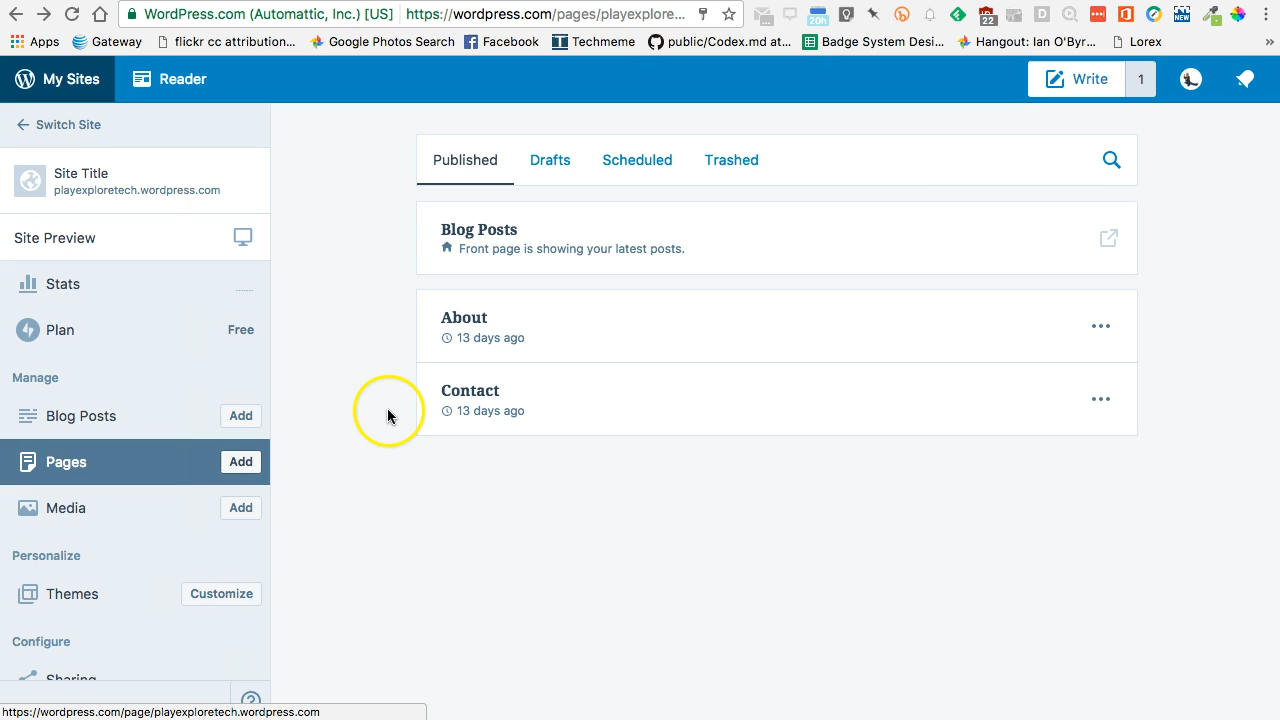 WordPress.com (Automattic, Inc.) [US] https://wordpress.com/pages/playexplore...
20h
22
NEW
Apps Gateway flickr cc attribution... Google Photos Search Facebook Techmeme public/Codex.md at... Badge System Desi... Hangout: Ian O'Byr... Lorex »
My Sites Reader Write 1
Switch Site
Site Title
playexploretech.wordpress.com
Site Preview
Stats
Plan Free
Manage
Blog Posts Add
Pages Add
Media Add
Personalize
Themes Customize
Configure
Sharing
Published Drafts Scheduled Trashed
Blog Posts
Front page is showing your latest posts.
About
13 days ago
Contact
13 days ago
https://wordpress.com/page/playexploretech.wordpress.com